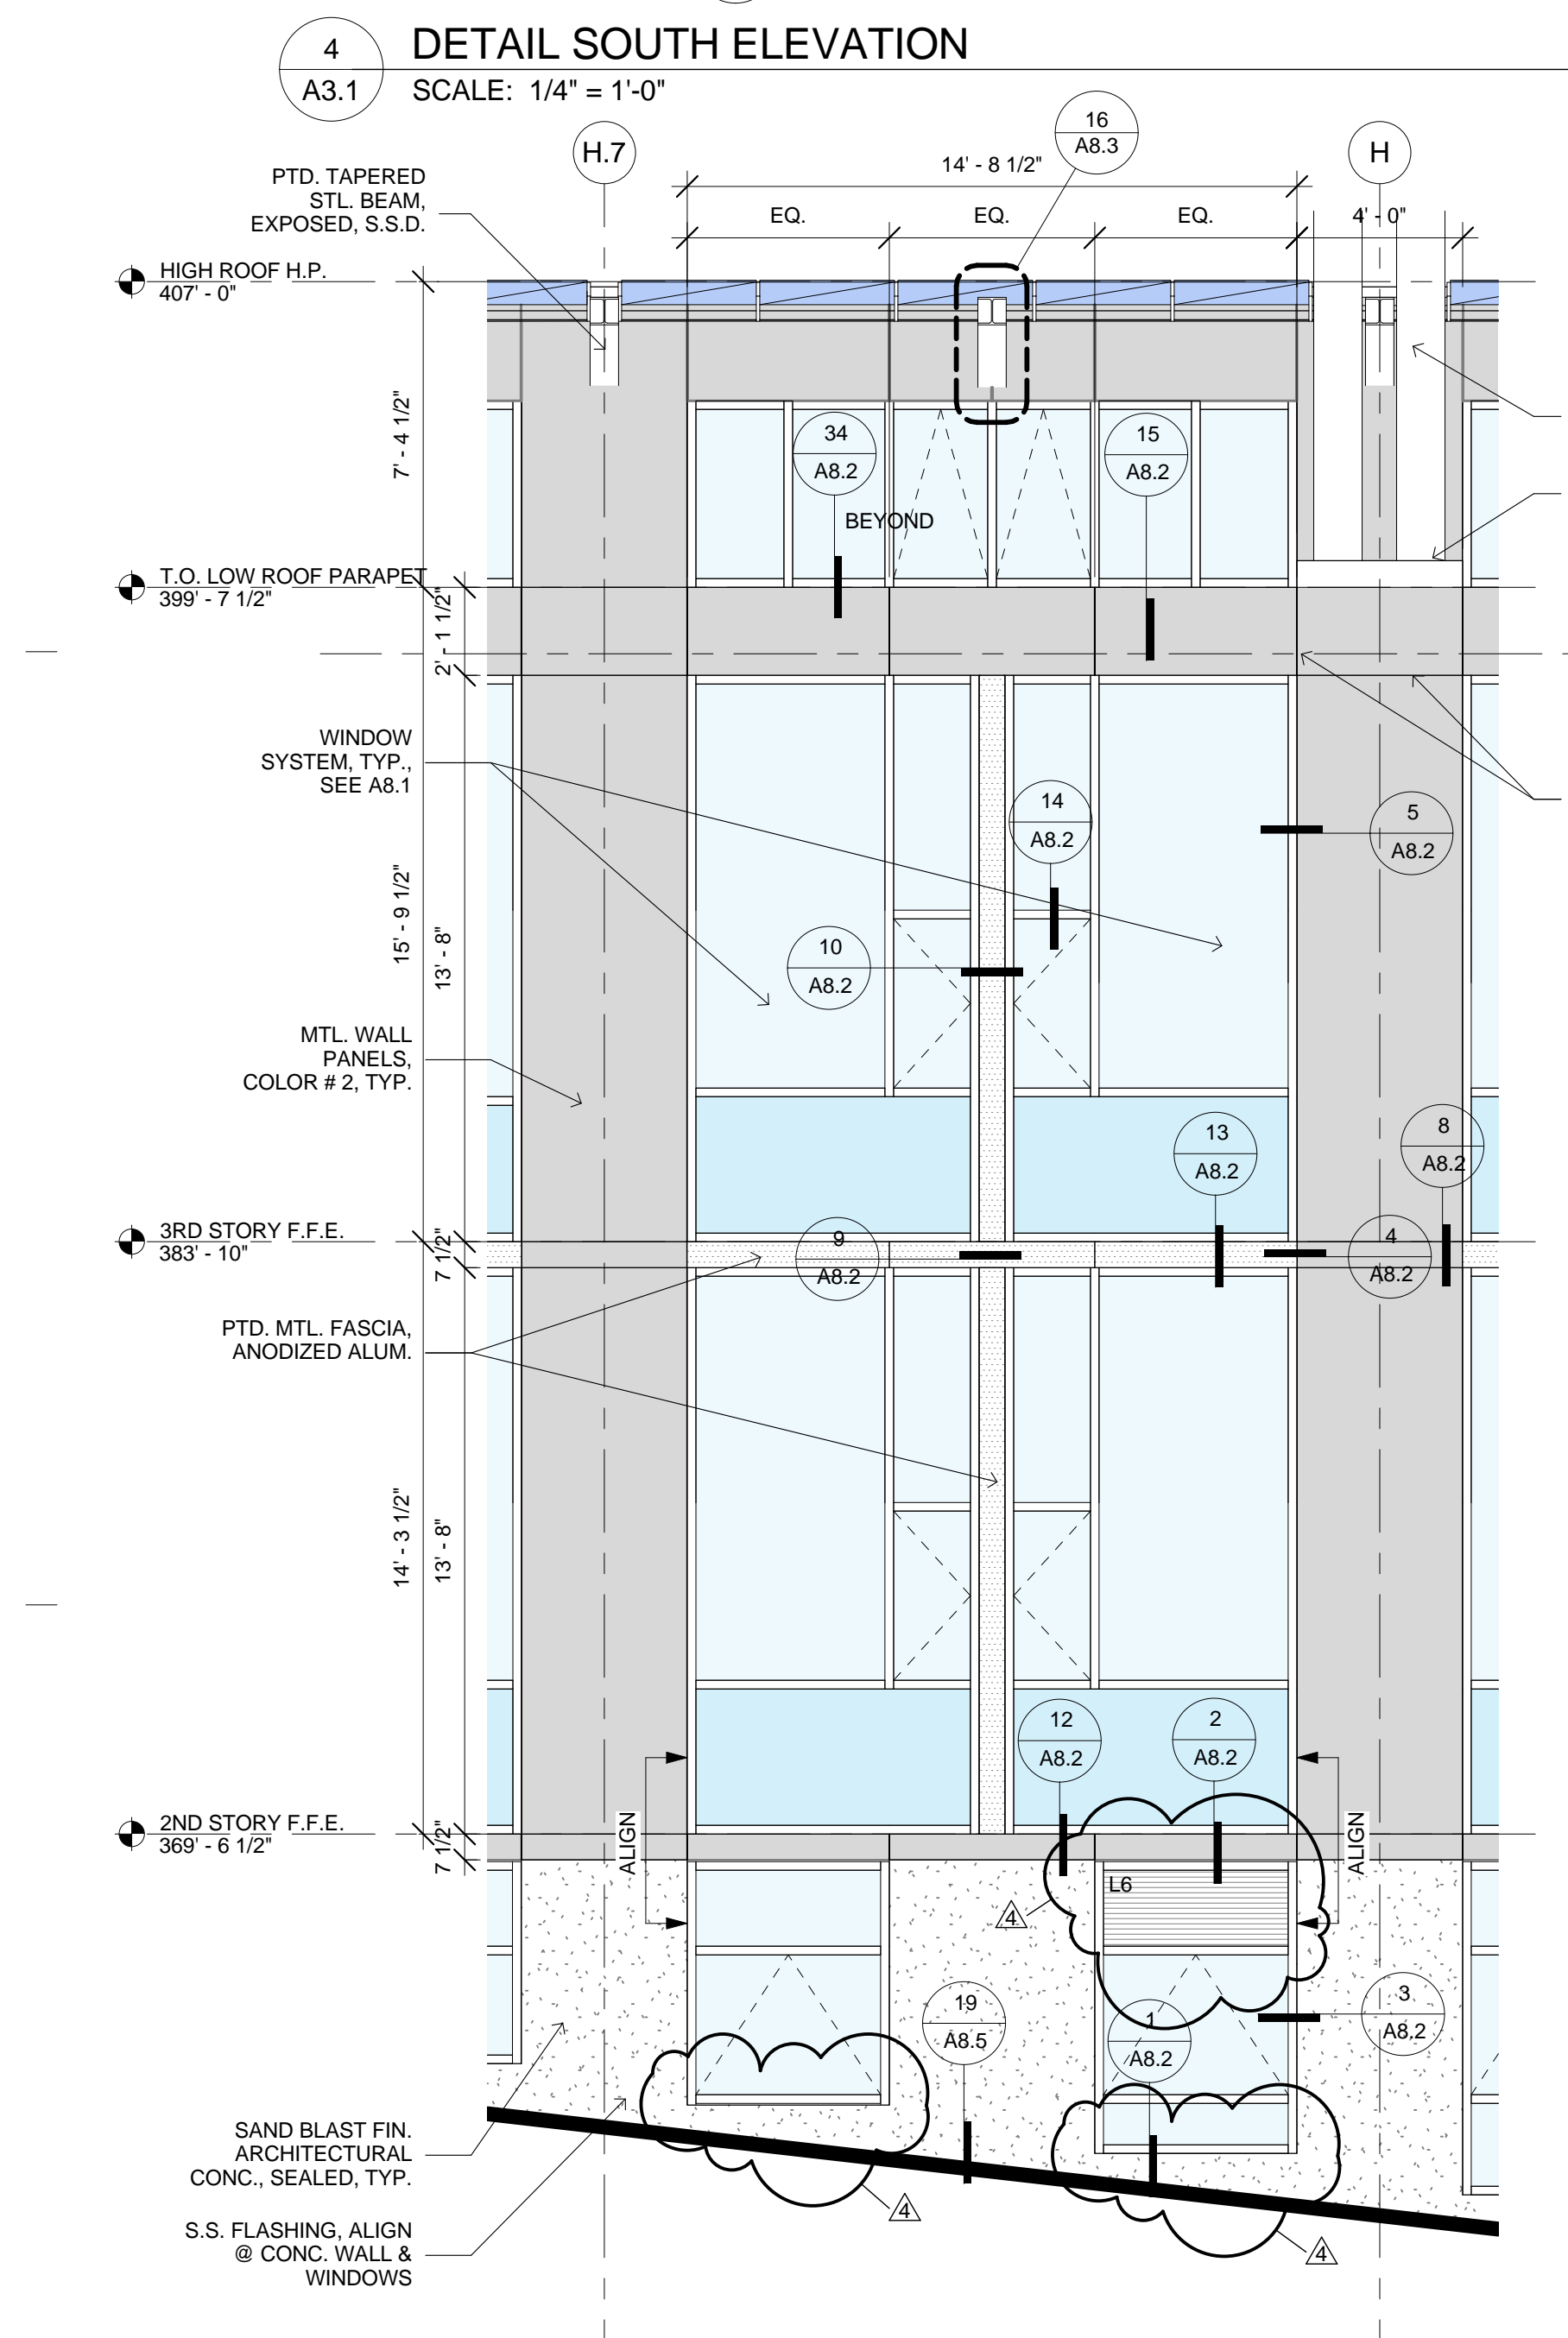 4
A3.1
DETAIL SOUTH ELEVATION
SCALE: 1/4" = 1'-0"
16
A8.3
H.7
H
14' - 8 1/2"
PTD. TAPERED
STL. BEAM,
EXPOSED, S.S.D.
EQ.
EQ.
EQ.
4' - 0"
HIGH ROOF H.P.
407' - 0"
7' - 4 1/2"
34
A8.2
15
A8.2
BEYOND
T.O. LOW ROOF PARAPET
399' - 7 1/2"
2' - 1 1/2"
WINDOW
SYSTEM, TYP.,
SEE A8.1
14
A8.2
5
A8.2
15' - 9 1/2"
13' - 8"
10
A8.2
MTL. WALL
PANELS,
COLOR # 2, TYP.
13
A8.2
8
A8.2
3RD STORY F.F.E.
383' - 10"
7 1/2"
9
A8.2
4
A8.2
PTD. MTL. FASCIA,
ANODIZED ALUM.
14' - 3 1/2"
13' - 8"
12
A8.2
2
A8.2
2ND STORY F.F.E.
369' - 6 1/2"
7 1/2"
ALIGN
ALIGN
L6
4
19
A8.5
1
A8.2
3
A8.2
SAND BLAST FIN.
ARCHITECTURAL
CONC., SEALED, TYP.
4
S.S. FLASHING, ALIGN
@ CONC. WALL &
WINDOWS
4